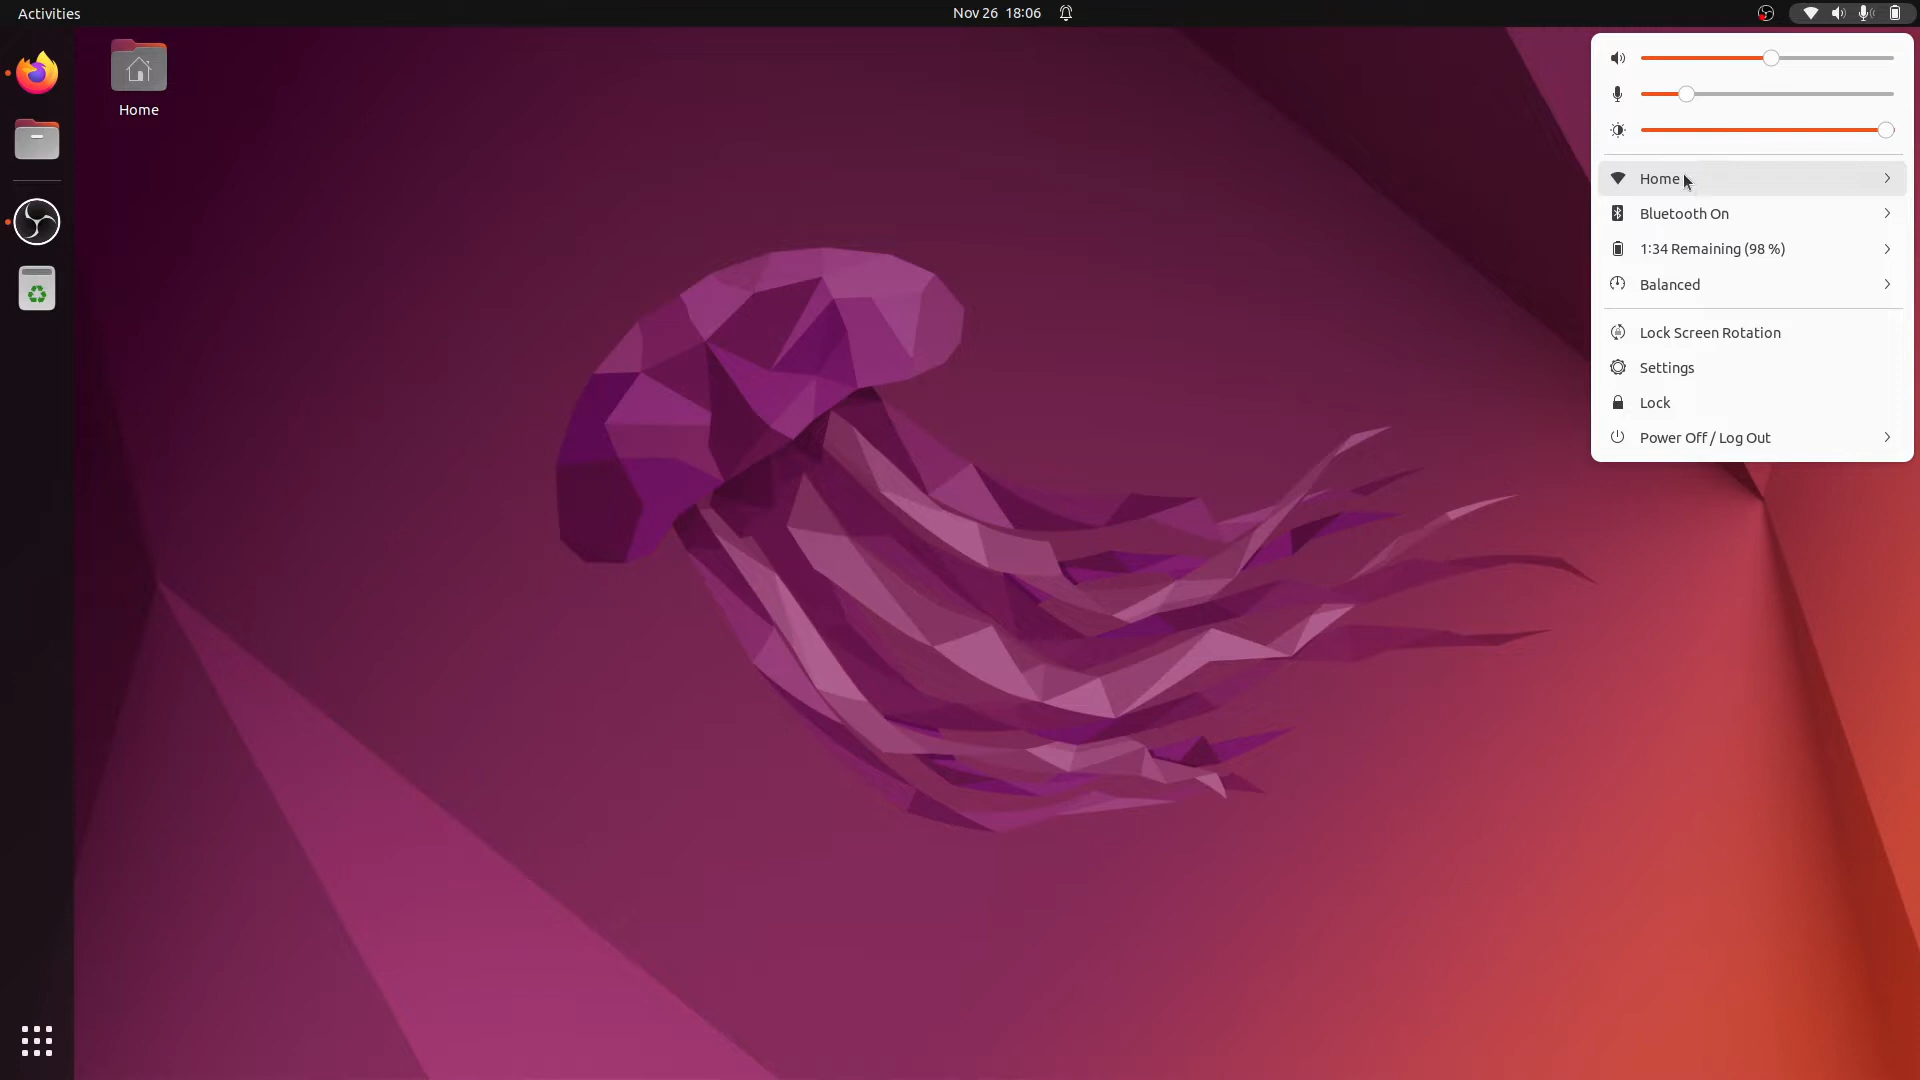 Activities
Nov 26 18:06
Home
Home
Bluetooth On
1:34 Remaining (98 %)
Balanced
Lock Screen Rotation
Settings
Lock
Power Off / Log Out